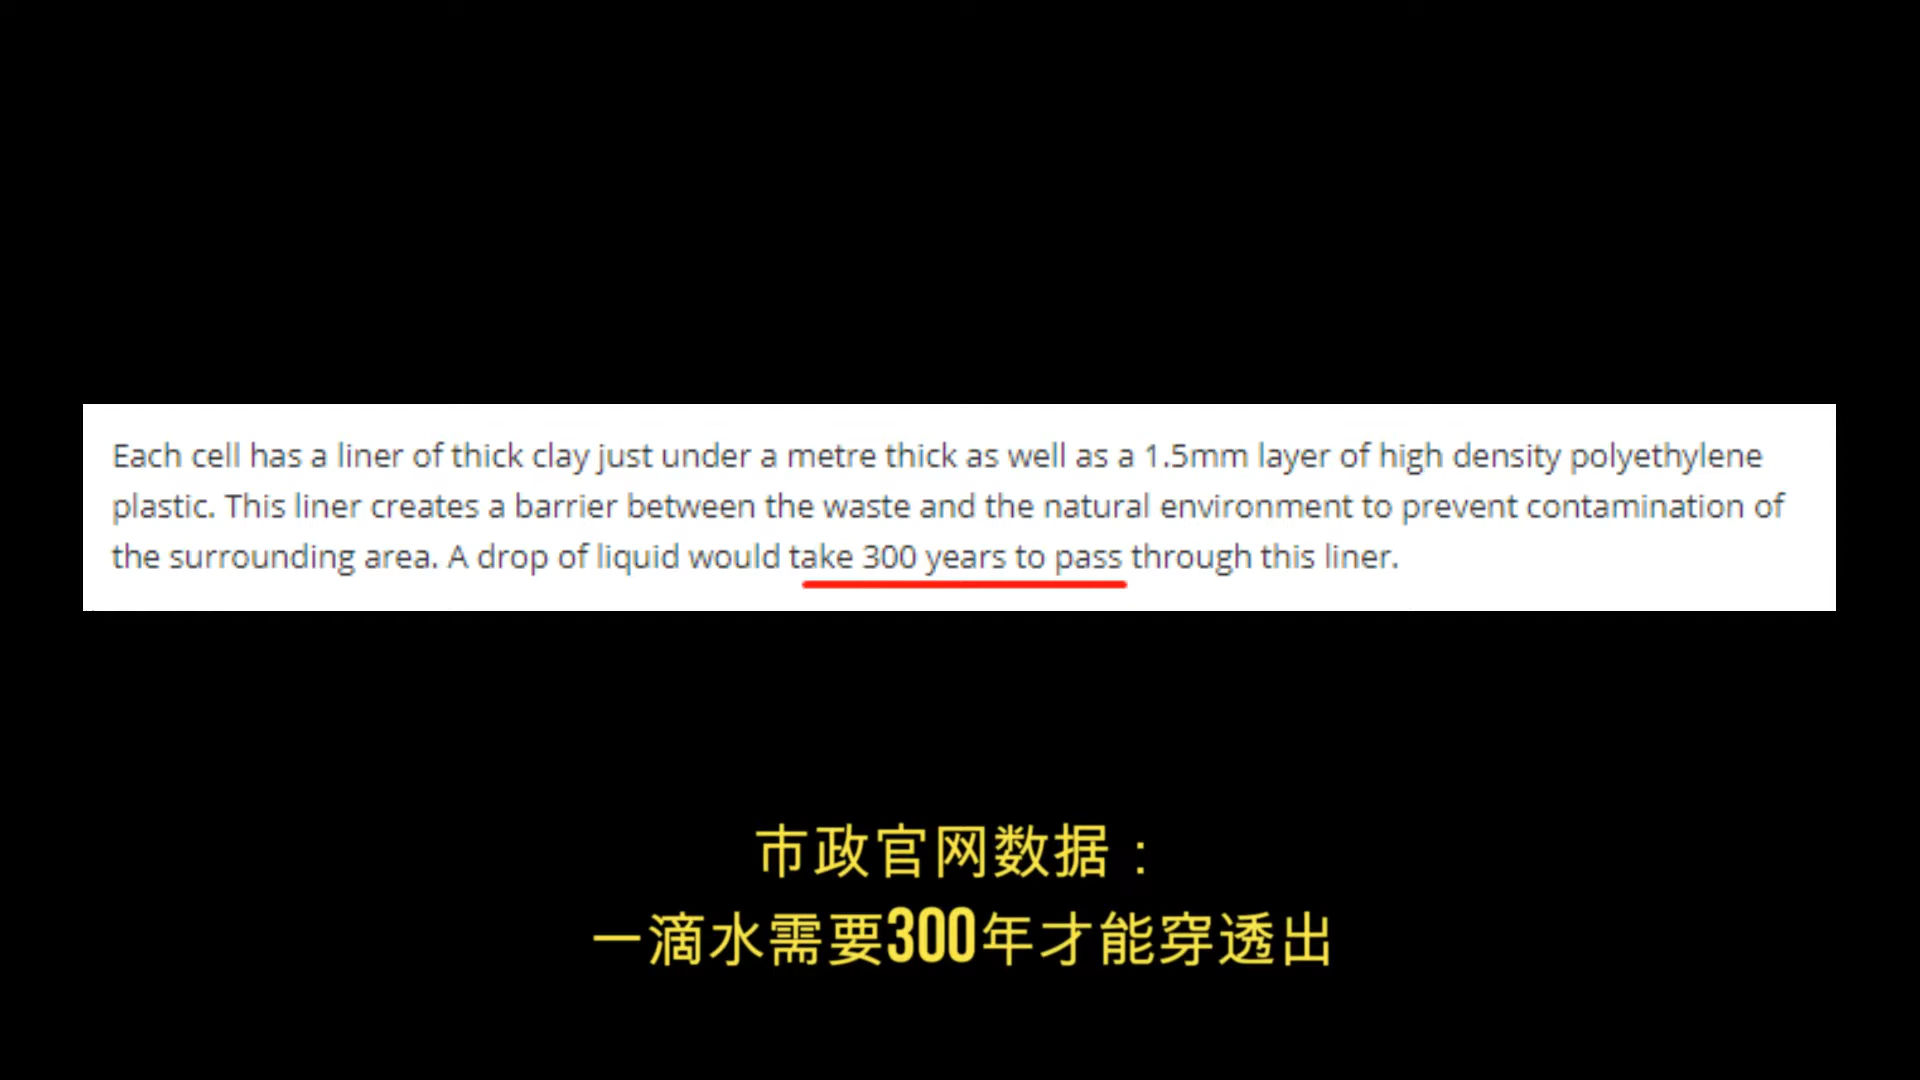 Each cell has a liner of thick clay just under a metre thick as well as a 1.5mm layer of high density polyethylene
plastic. This liner creates a barrier between the waste and the natural environment to prevent contamination of
the surrounding area. A drop of liquid would take 300 years to pass through this liner.
市政官网数据：
一滴水需要300年才能穿透出